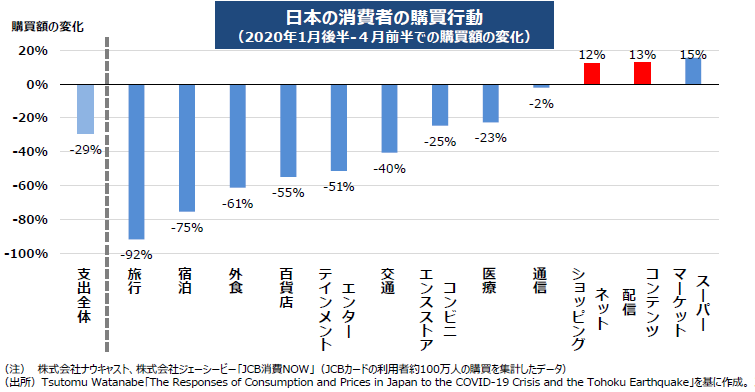 日本の消費者の購買行動
（2020年1月後半-４月前半での購買額の変化）
購買額の変化
20%
0%
-20%
-40%
-60%
-80%
-100%
-29%
-92%
-75%
-61%
-55%
-51%
-40%
-25%
-23%
-2%
12%
13%
15%
支出全体
旅行
宿泊
外食
百貨店
エンター
テインメント
交通
コンビニ
エンスストア
医療
通信
ネット
ショッピング
コンテンツ
配信
スーパー
マーケット
（注）　株式会社ナウキャスト、株式会社ジェーシービー「JCB消費NOW」（JCBカードの利用者約100万人の購買を集計したデータ）
（出所）Tsutomu Watanabe「The Responses of Consumption and Prices in Japan to the COVID-19 Crisis and the Tohoku Earthquake」を基に作成。